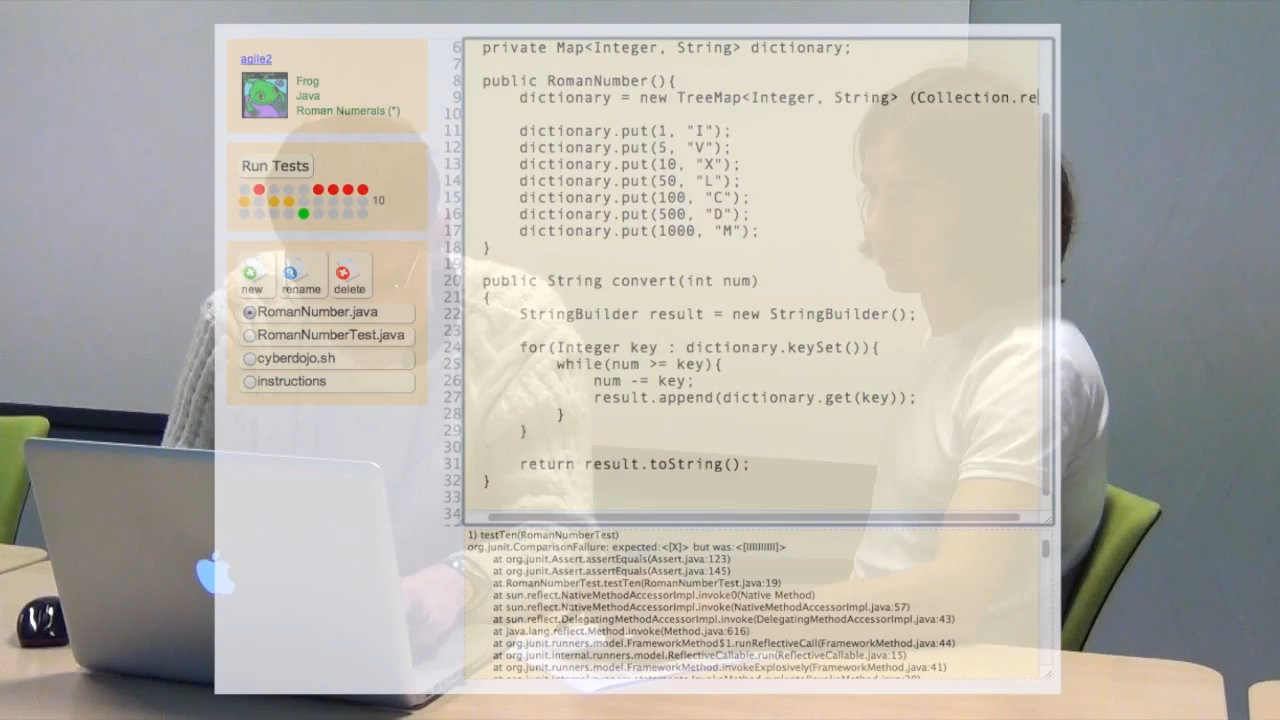 agile2
Frog
Java
Roman Numerals (*)
Run Tests
10
new rename delete
RomanNumber.java
RomanNumberTest.java
cyberdojo.sh
instructions
6 private Map<Integer, String> dictionary;
7
8 public RomanNumber(){
9 dictionary = new TreeMap<Integer, String> (Collection.re
10
11 dictionary.put(1, "I");
12 dictionary.put(5, "V");
13 dictionary.put(10, "X");
14 dictionary.put(50, "L");
15 dictionary.put(100, "C");
16 dictionary.put(500, "D");
17 dictionary.put(1000, "M");
18 }
19
20 public String convert(int num)
21 {
22 StringBuilder result = new StringBuilder();
23
24 for(Integer key : dictionary.keySet()){
25 while(num >= key){
26 num -= key;
27 result.append(dictionary.get(key));
28 }
29 }
30
31 return result.toString();
32 }
33
34
1) testTen(RomanNumberTest)
org.junit.ComparisonFailure: expected:<[X]> but was:<[IIIIIIIIII]>
at org.junit.Assert.assertEquals(Assert.java:123)
at org.junit.Assert.assertEquals(Assert.java:145)
at RomanNumberTest.testTen(RomanNumberTest.java:19)
at sun.reflect.NativeMethodAccessorImpl.invoke0(Native Method)
at sun.reflect.NativeMethodAccessorImpl.invoke(NativeMethodAccessorImpl.java:57)
at sun.reflect.DelegatingMethodAccessorImpl.invoke(DelegatingMethodAccessorImpl.java:43)
at java.lang.reflect.Method.invoke(Method.java:616)
at org.junit.runners.model.FrameworkMethod$1.runReflectiveCall(FrameworkMethod.java:44)
at org.junit.internal.runners.model.ReflectiveCallable.run(ReflectiveCallable.java:15)
at org.junit.runners.model.FrameworkMethod.invokeExplosively(FrameworkMethod.java:41)